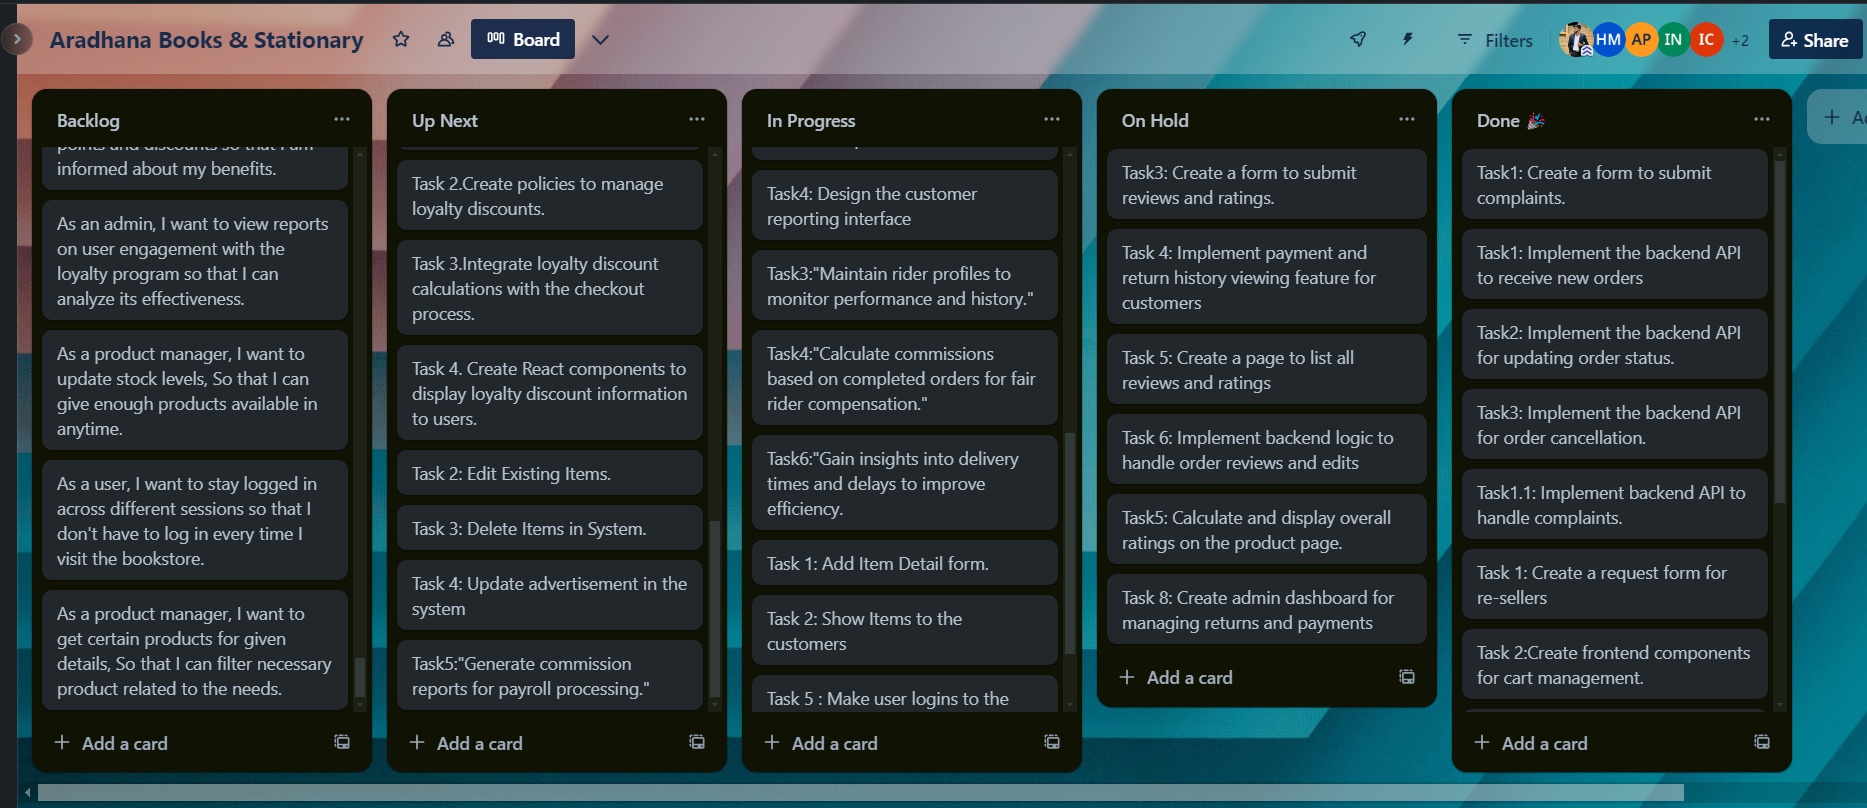 Aradhana Books & Stationary
Board
Filters
HM
AP
IN
IC
+2
Share
Backlog
points and discounts so that I am
informed about my benefits.
As an admin, I want to view reports
on user engagement with the
loyalty program so that I can
analyze its effectiveness.
As a product manager, I want to
update stock levels, So that I can
give enough products available in
anytime.
As a user, I want to stay logged in
across different sessions so that I
don't have to log in every time I
visit the bookstore.
As a product manager, I want to
get certain products for given
details, So that I can filter necessary
product related to the needs.
Add a card
Up Next
Task 2.Create policies to manage
loyalty discounts.
Task 3.Integrate loyalty discount
calculations with the checkout
process.
Task 4. Create React components to
display loyalty discount information
to users.
Task 2: Edit Existing Items.
Task 3: Delete Items in System.
Task 4: Update advertisement in the
system
Task5:"Generate commission
reports for payroll processing."
Add a card
In Progress
Task4: Design the customer
reporting interface
Task3:"Maintain rider profiles to
monitor performance and history."
Task4:"Calculate commissions
based on completed orders for fair
rider compensation."
Task6:"Gain insights into delivery
times and delays to improve
efficiency.
Task 1: Add Item Detail form.
Task 2: Show Items to the
customers
Task 5 : Make user logins to the
Add a card
On Hold
Task3: Create a form to submit
reviews and ratings.
Task 4: Implement payment and
return history viewing feature for
customers
Task 5: Create a page to list all
reviews and ratings
Task 6: Implement backend logic to
handle order reviews and edits
Task5: Calculate and display overall
ratings on the product page.
Task 8: Create admin dashboard for
managing returns and payments
Add a card
Done 🎉
Task1: Create a form to submit
complaints.
Task1: Implement the backend API
to receive new orders
Task2: Implement the backend API
for updating order status.
Task3: Implement the backend API
for order cancellation.
Task1.1: Implement backend API to
handle complaints.
Task 1: Create a request form for
re-sellers
Task 2:Create frontend components
for cart management.
Add a card